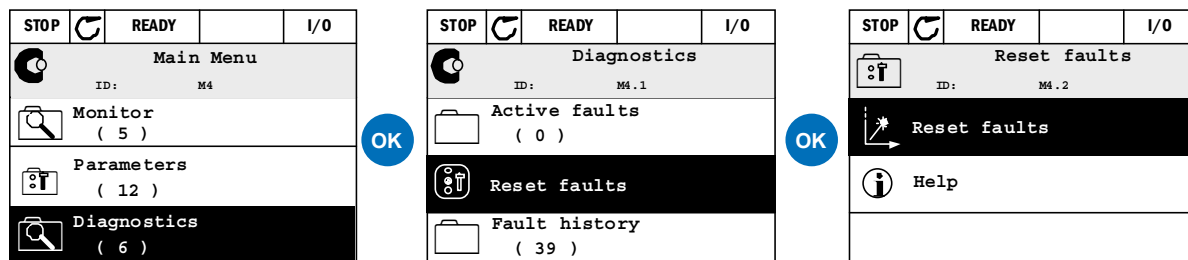 STOP READY I/O
Main Menu
ID: M4
Monitor
( 5 )
Parameters
( 12 )
Diagnostics
( 6 )
OK
STOP READY I/O
Diagnostics
ID: M4.1
Active faults
( 0 )
Reset faults
Fault history
( 39 )
OK
STOP READY I/O
Reset faults
ID: M4.2
Reset faults
Help